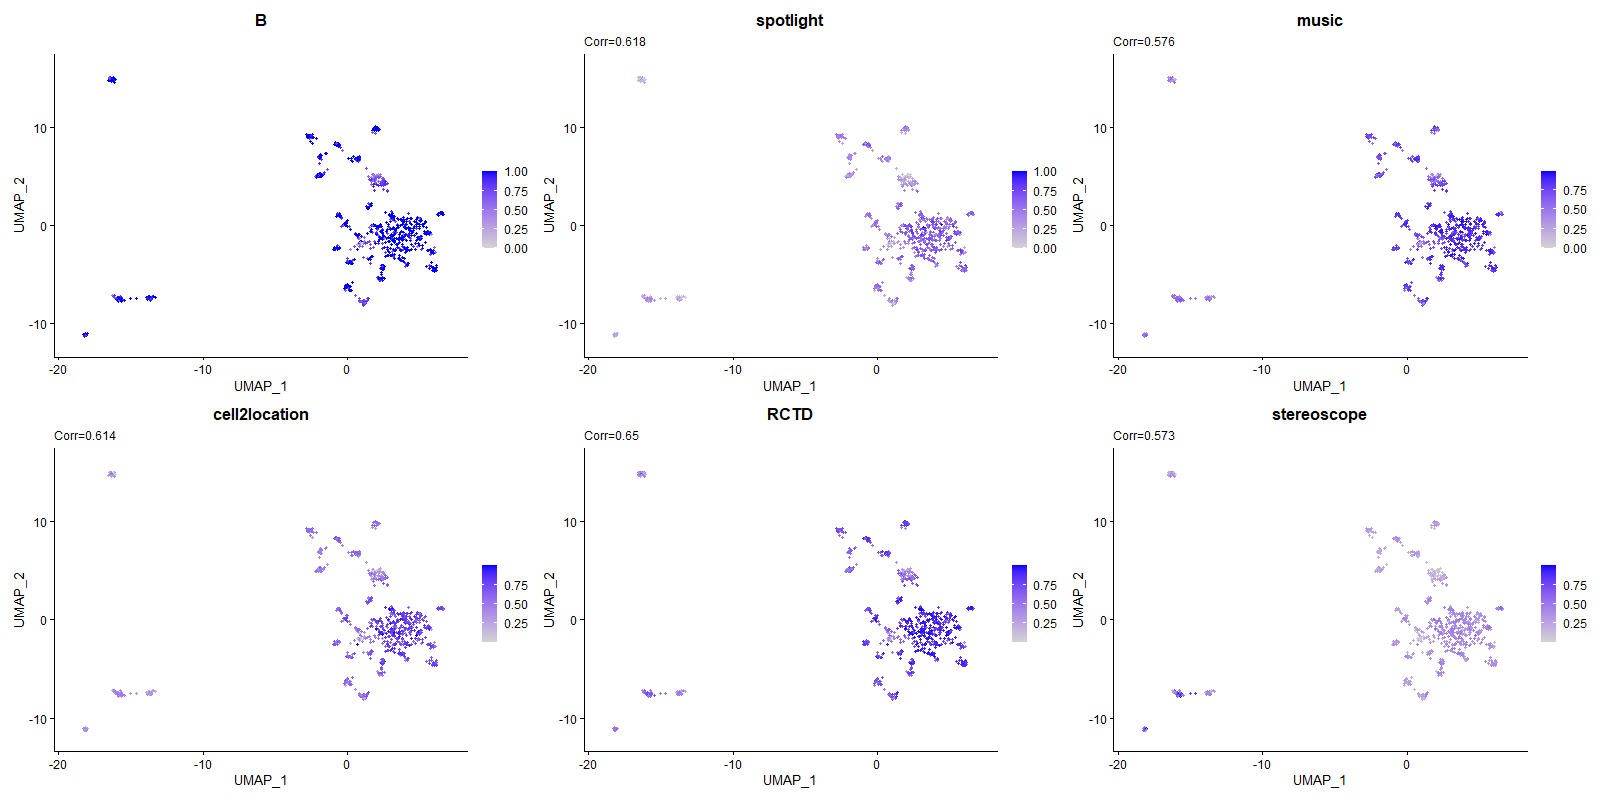 B
UMAP_2
10
0
-10
-20
-10
0
UMAP_1
1.00
0.75
0.50
0.25
0.00
spotlight
Corr=0.618
UMAP_2
10
0
-10
-20
-10
0
UMAP_1
1.00
0.75
0.50
0.25
0.00
music
Corr=0.576
UMAP_2
10
0
-10
-20
-10
0
UMAP_1
0.75
0.50
0.25
0.00
cell2location
Corr=0.614
UMAP_2
10
0
-10
-20
-10
0
UMAP_1
0.75
0.50
0.25
RCTD
Corr=0.65
UMAP_2
10
0
-10
-20
-10
0
UMAP_1
0.75
0.50
0.25
stereoscope
Corr=0.573
UMAP_2
10
0
-10
-20
-10
0
UMAP_1
0.75
0.50
0.25